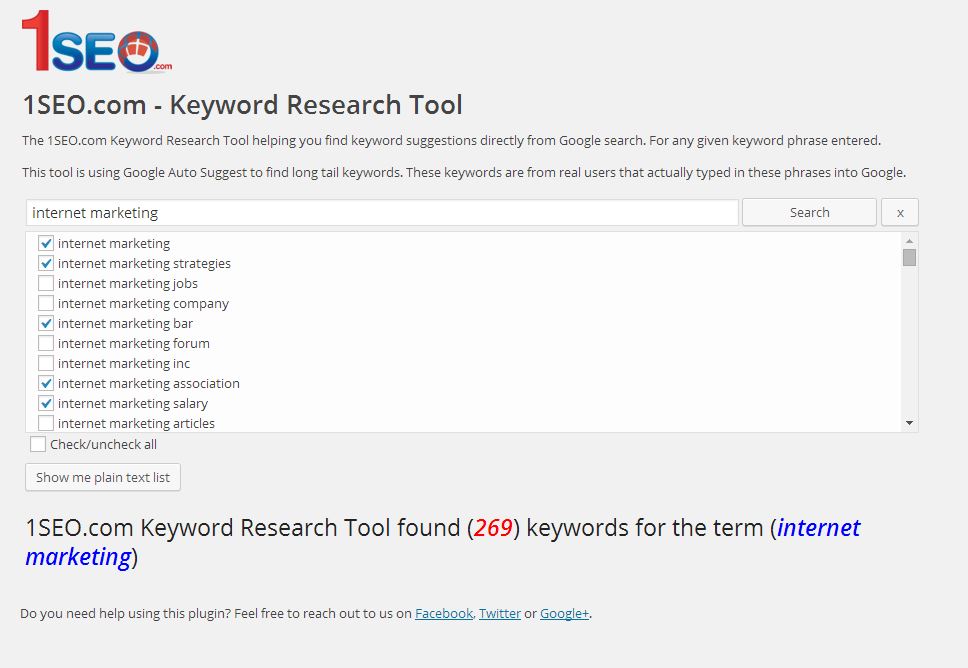 1SEO.com
1SEO.com - Keyword Research Tool
The 1SEO.com Keyword Research Tool helping you find keyword suggestions directly from Google search. For any given keyword phrase entered.
This tool is using Google Auto Suggest to find long tail keywords. These keywords are from real users that actually typed in these phrases into Google.
internet marketing Search x
internet marketing
internet marketing strategies
internet marketing jobs
internet marketing company
internet marketing bar
internet marketing forum
internet marketing inc
internet marketing association
internet marketing salary
internet marketing articles
Check/uncheck all
Show me plain text list
1SEO.com Keyword Research Tool found (269) keywords for the term (internet
marketing)
Do you need help using this plugin? Feel free to reach out to us on Facebook, Twitter or Google+.